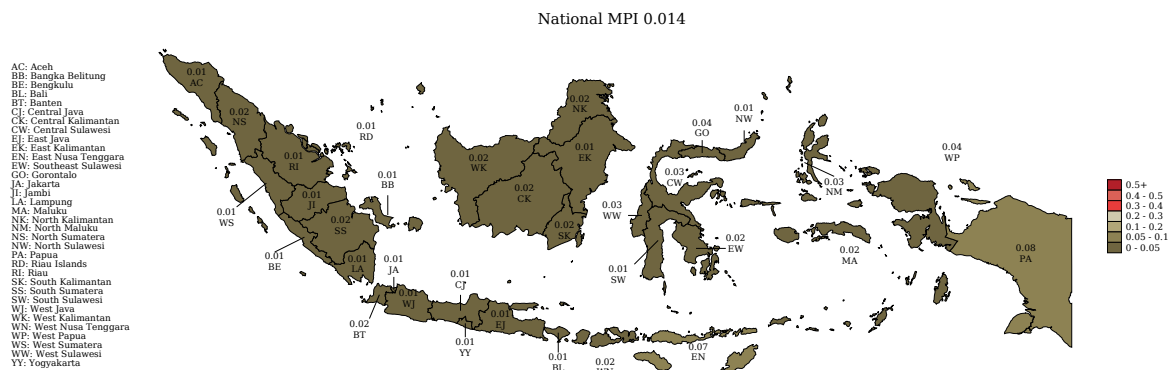 National MPI 0.014
AC: Aceh
BB: Bangka Belitung
BE: Bengkulu
BL: Bali
BT: Banten
CJ: Central Java
CK: Central Kalimantan
CW: Central Sulawesi
EJ: East Java
EK: East Kalimantan
EN: East Nusa Tenggara
EW: Southeast Sulawesi
GO: Gorontalo
JA: Jakarta
JI: Jambi
LA: Lampung
MA: Maluku
NK: North Kalimantan
NM: North Maluku
NS: North Sumatera
NW: North Sulawesi
PA: Papua
RD: Riau Islands
RI: Riau
SK: South Kalimantan
SS: South Sumatera
SW: South Sulawesi
WJ: West Java
WK: West Kalimantan
WN: West Nusa Tenggara
WP: West Papua
WS: West Sumatera
WW: West Sulawesi
YY: Yogyakarta
0.01
AC
0.02
NS
0.01
RD
0.01
RI
0.01
BB
0.01
WS
0.01
JI
0.02
SS
0.01
BE
0.01
LA
0.01
JA
0.02
BT
0.01
WJ
0.01
CJ
0.01
YY
0.01
EJ
0.01
BL
0.02
WN
0.07
EN
0.02
NK
0.02
WK
0.01
EK
0.02
CK
0.02
SK
0.04
GO
0.01
NW
0.03
CW
0.03
WW
0.01
SW
0.02
EW
0.03
NM
0.02
MA
0.04
WP
0.08
PA
0.5+
0.4 - 0.5
0.3 - 0.4
0.2 - 0.3
0.1 - 0.2
0.05 - 0.1
0 - 0.05